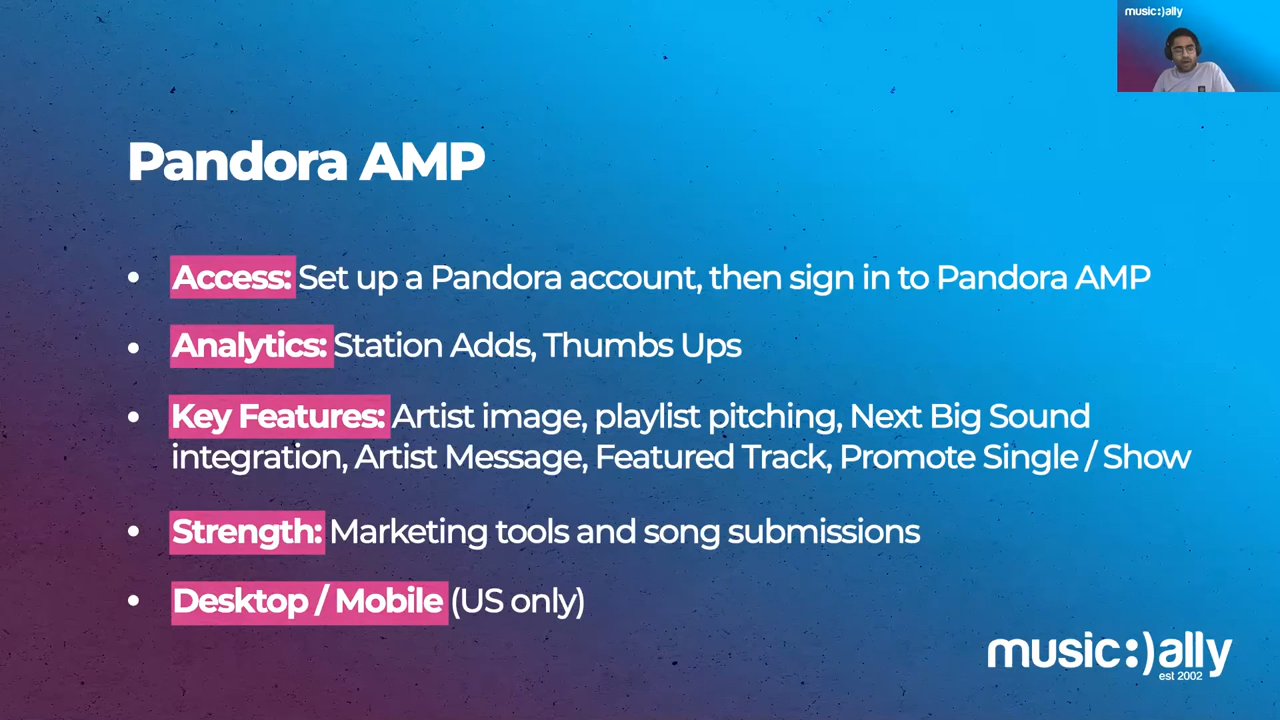 music:)ally
Pandora AMP
• Access: Set up a Pandora account, then sign in to Pandora AMP
• Analytics: Station Adds, Thumbs Ups
• Key Features: Artist image, playlist pitching, Next Big Sound
integration, Artist Message, Featured Track, Promote Single / Show
• Strength: Marketing tools and song submissions
• Desktop / Mobile (US only)
music:)ally
est 2002